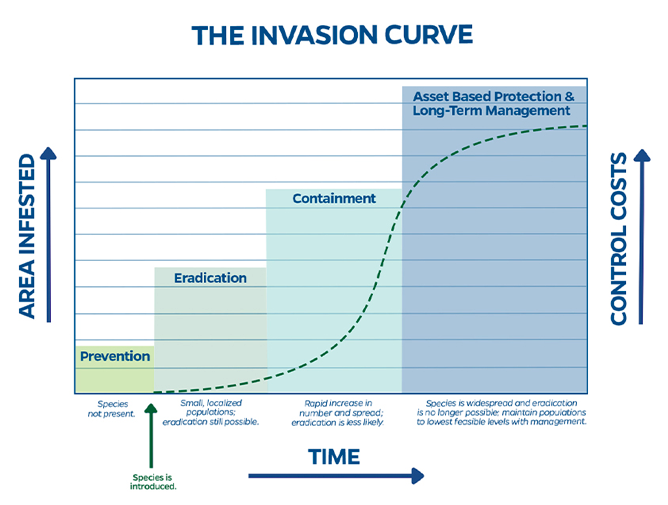 THE INVASION CURVE
AREA INFESTED
CONTROL COSTS
Asset Based Protection &
Long-Term Management
Containment
Eradication
Prevention
Species
not present.
Small, localized
populations;
eradication still possible.
Rapid increase in
number and spread;
eradication is less likely.
Species is widespread and eradication
is no longer possible; maintain populations
to lowest feasible levels with management.
Species is
introduced.
TIME